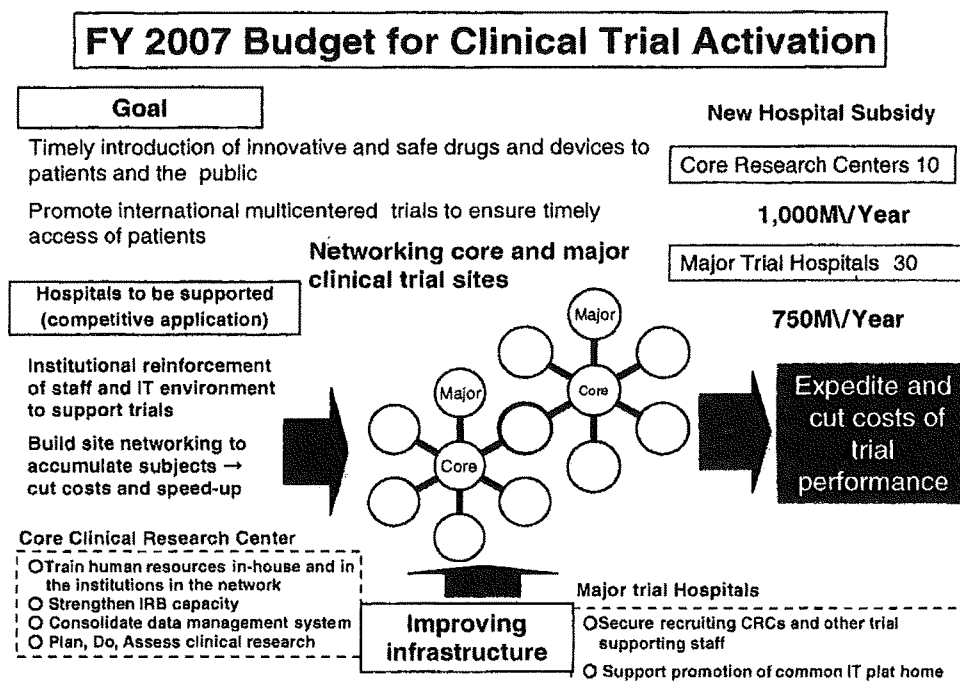 FY 2007 Budget for Clinical Trial Activation
Goal
Timely introduction of innovative and safe drugs and devices to
patients and the public
Promote international multicentered trials to ensure timely
access of patients
New Hospital Subsidy
Core Research Centers 10
1,000M\/Year
Major Trial Hospitals 30
750M\/Year
Networking core and major
clinical trial sites
Hospitals to be supported
(competitive application)
Institutional reinforcement
of staff and IT environment
to support trials
Build site networking to
accumulate subjects →
cut costs and speed-up
Major
Core
Major
Core
Expedite and
cut costs of
trial
performance
Core Clinical Research Center
○Train human resources in-house and in
the institutions in the network
○ Strengthen IRB capacity
○ Consolidate data management system
○ Plan, Do, Assess clinical research
Improving
infrastructure
Major trial Hospitals
○Secure recruiting CRCs and other trial
supporting staff
○ Support promotion of common IT plat home